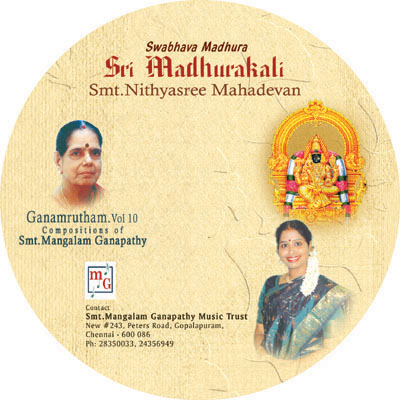 Swabhava Madhura
Sri Madhurakali
Smt.Nithyasree Mahadevan
Ganamrutham.Vol 10
Compositions of
Smt.Mangalam Ganapathy
m G
Contact
Smt.Mangalam Ganapathy Music Trust
New #243, Peters Road, Gopalapuram,
Chennai - 600 086
Ph: 28350033, 24356949